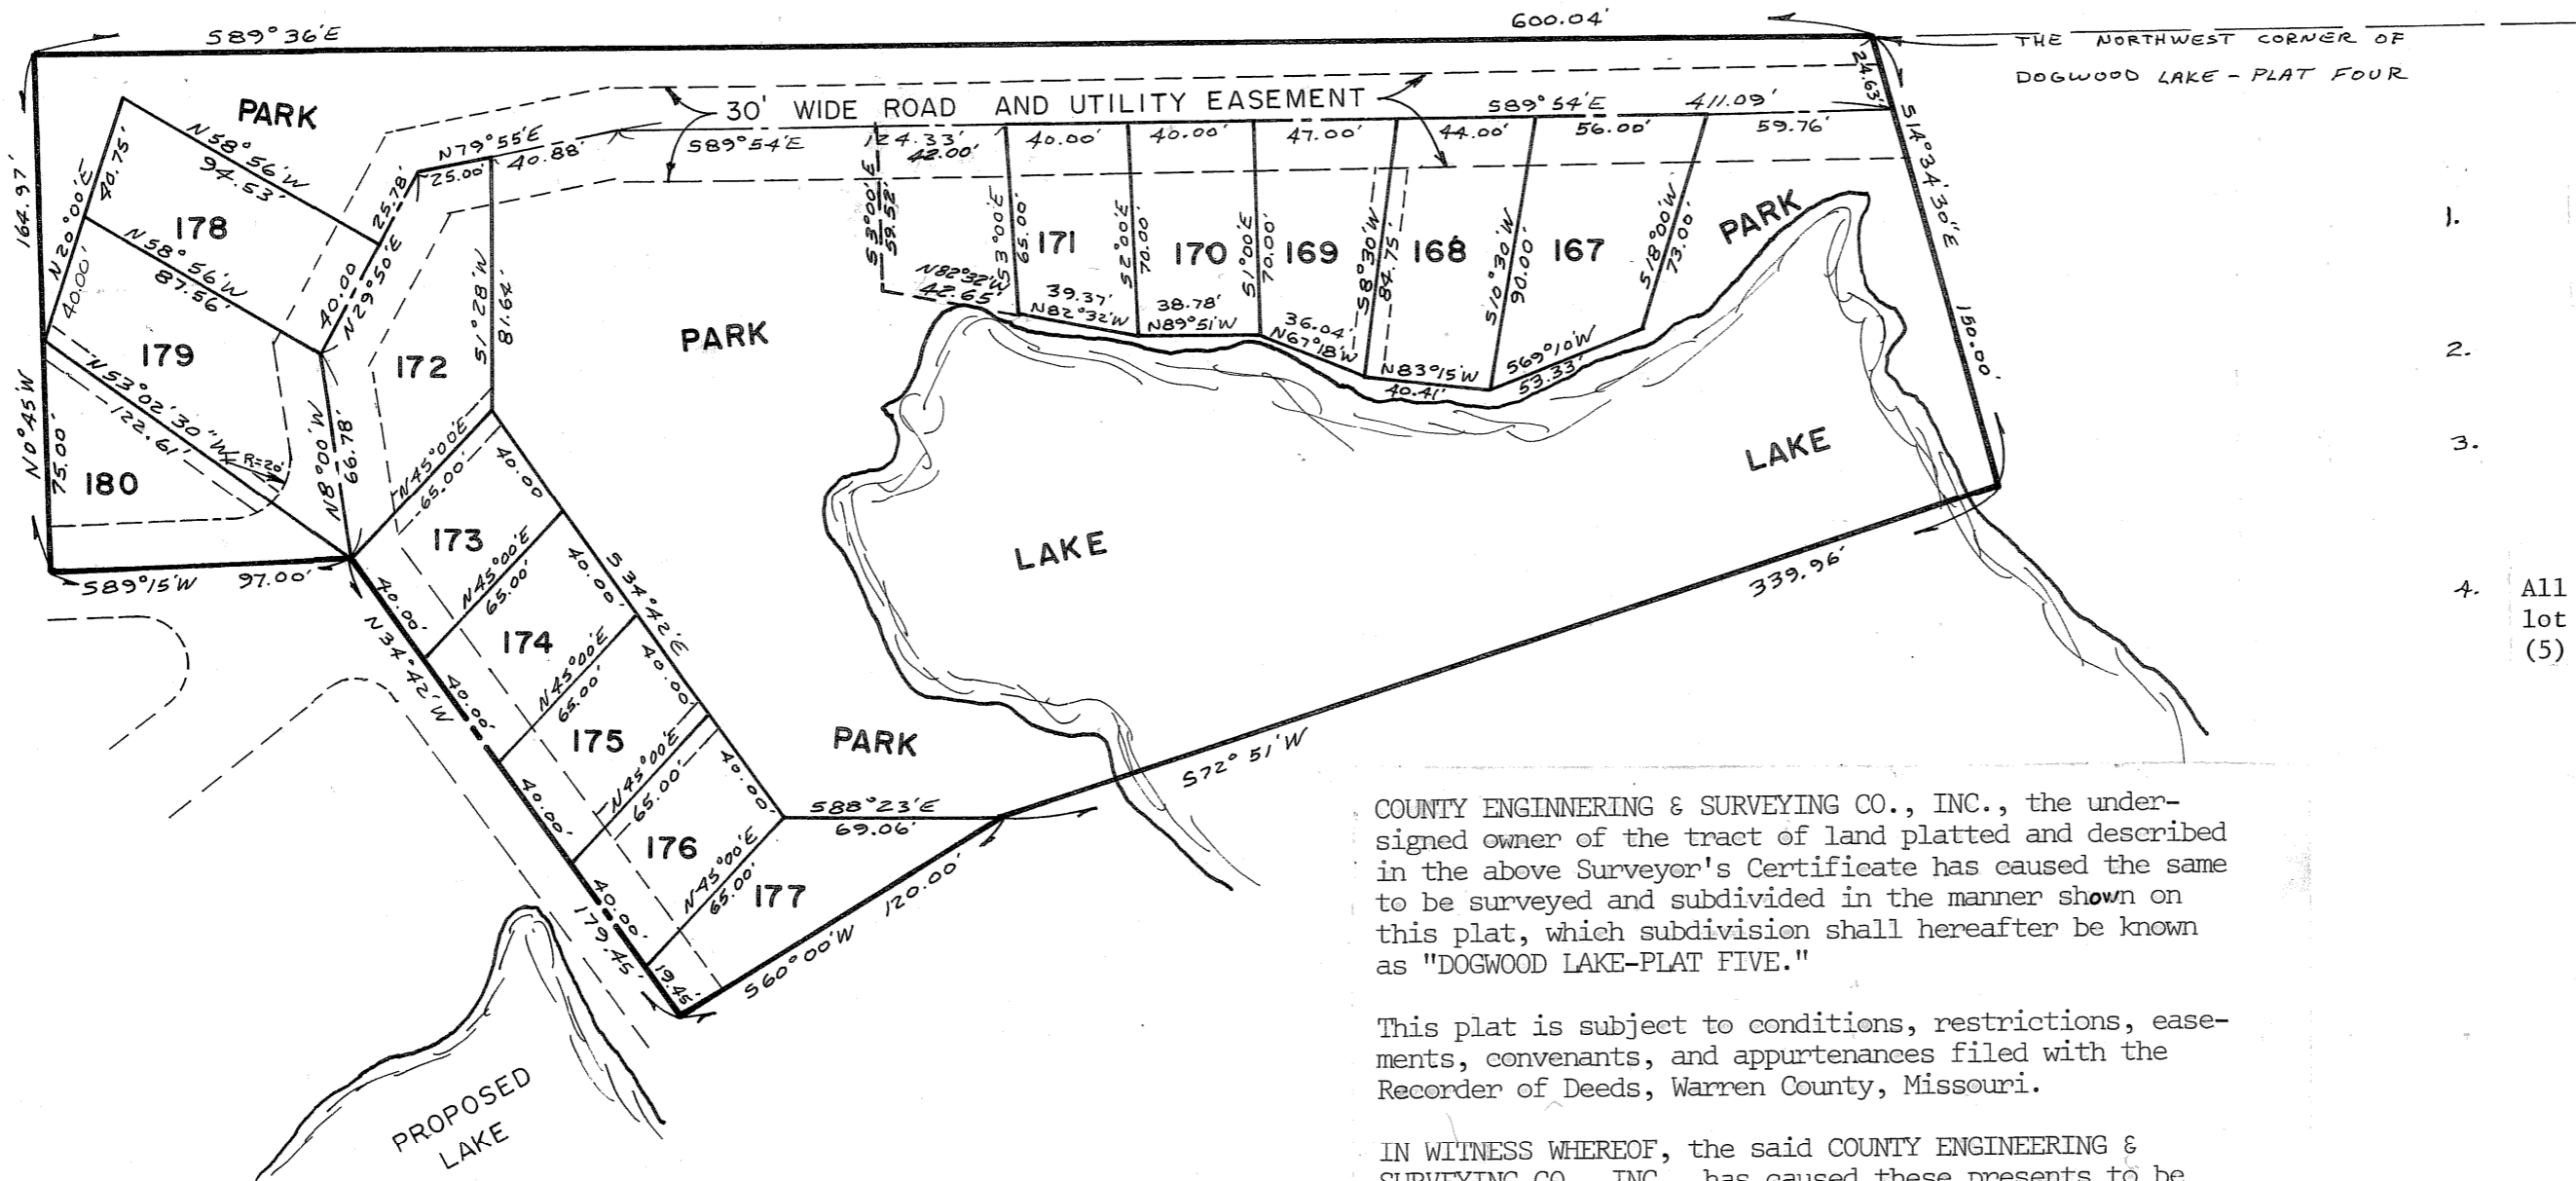 S89°36'E
600.04'
THE NORTHWEST CORNER OF
DOGWOOD LAKE - PLAT FOUR
24.63'
S14°34'30"E
150.00'
PARK
30' WIDE ROAD AND UTILITY EASEMENT
S89°54'E
411.09'
N79°55'E
25.00'
40.88'
S89°54'E
124.33'
42.00'
40.00'
40.00'
47.00'
44.00'
56.00'
59.76'
164.97'
N20°00'E
40.75'
N58°56'W
94.53'
178
25.78'
N58°56'W
87.56'
40.00'
179
40.00
N29°50'E
172
S1°28'W
81.64'
PARK
S3°00'E
59.52'
N82°32'W
42.65'
S3°00'E
65.00'
171
39.37'
N82°32'W
S2°00'E
70.00'
170
38.78'
N89°51'W
S1°00'E
70.00'
169
36.04'
N67°18'W
S8°30'W
84.75'
168
N83°15'W
40.41'
S10°30'W
90.00'
167
S69°10'W
53.33'
S18°00'W
73.00'
PARK
N0°45'W
75.00'
N53°02'30"W
122.61'
R=20'
180
N8°00'W
66.78'
S89°15'W
97.00'
N45°00'E
65.00'
40.00
173
N45°00'E
65.00'
40.00'
S34°42'E
40.00'
N34°42'W
174
N45°00'E
65.00'
40.00'
40.00'
175
N45°00'E
65.00'
40.00'
40.00'
176
N45°00'E
65.00'
40.00'
179.45'
177
19.45'
S60°00'W
120.00'
PARK
S88°23'E
69.06'
LAKE
LAKE
339.96'
S72°51'W
PROPOSED
LAKE
1.
2.
3.
4. All
lot
(5)
COUNTY ENGINNERING & SURVEYING CO., INC., the under-
signed owner of the tract of land platted and described
in the above Surveyor's Certificate has caused the same
to be surveyed and subdivided in the manner shown on
this plat, which subdivision shall hereafter be known
as "DOGWOOD LAKE-PLAT FIVE."
This plat is subject to conditions, restrictions, ease-
ments, convenants, and appurtenances filed with the
Recorder of Deeds, Warren County, Missouri.
IN WITNESS WHEREOF, the said COUNTY ENGINEERING &
SURVEYING CO., INC., has caused these presents to be